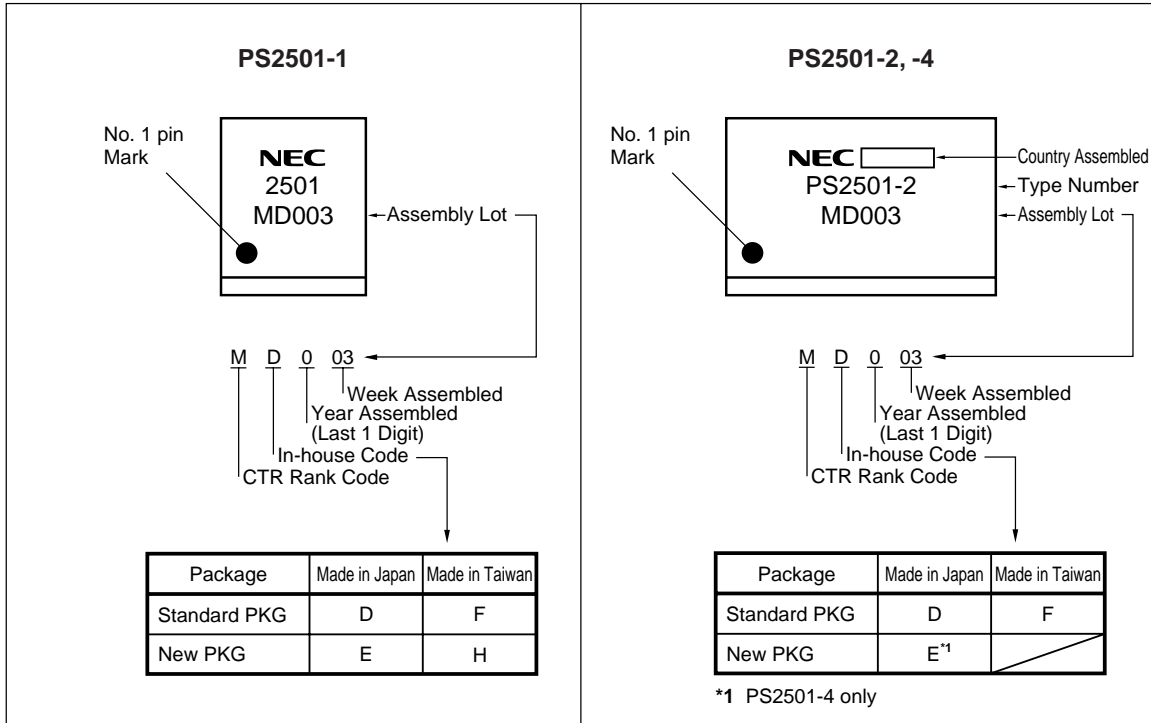 PS2501-1
No. 1 pin
Mark
NEC
2501
MD003
Assembly Lot
M D 0 03
Week Assembled
Year Assembled
(Last 1 Digit)
In-house Code
CTR Rank Code
Package Made in Japan Made in Taiwan
Standard PKG D F
New PKG E H
PS2501-2, -4
No. 1 pin
Mark
NEC
Country Assembled
PS2501-2
Type Number
MD003
Assembly Lot
M D 0 03
Week Assembled
Year Assembled
(Last 1 Digit)
In-house Code
CTR Rank Code
Package Made in Japan Made in Taiwan
Standard PKG D F
New PKG E*1
*1 PS2501-4 only